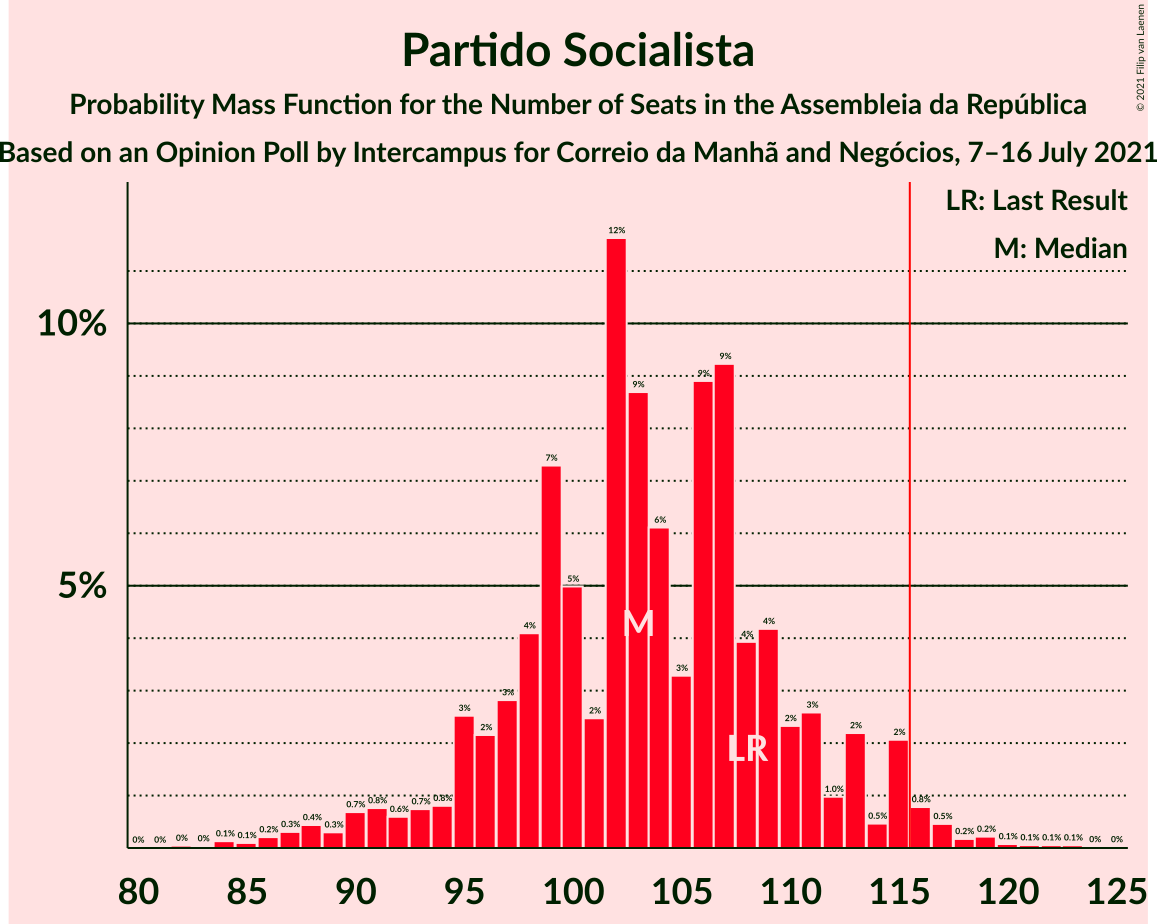 Partido Socialista
Probability Mass Function for the Number of Seats in the Assembleia da República
Based on an Opinion Poll by Intercampus for Correio da Manhã and Negócios, 7–16 July 2021
© 2021 Filip van Laenen
LR: Last Result
M: Median
10%
5%
0% 0% 0% 0% 0.1% 0.1% 0.2% 0.3% 0.4% 0.3% 0.7% 0.8% 0.6% 0.7% 0.8% 3% 2% 3% 4% 7% 5% 2% 12% 9% 6% 3% 9% 9% 4% 4% 2% 3% 1.0% 2% 0.5% 2% 0.8% 0.5% 0.2% 0.2% 0.1% 0.1% 0.1% 0.1% 0% 0%
M
LR
80 85 90 95 100 105 110 115 120 125